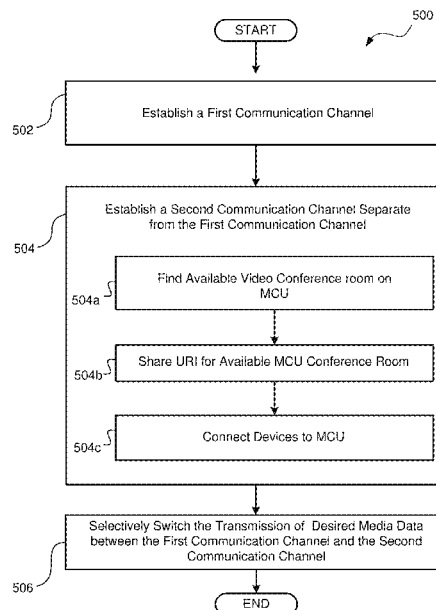 START
500
502
Establish a First Communication Channel
504
Establish a Second Communication Channel Separate
from the First Communication Channel
504a
Find Available Video Conference room on
MCU
504b
Share URI for Available MCU Conference Room
504c
Connect Devices to MCU
Selectively Switch the Transmission of Desired Media Data
between the First Communication Channel and the Second
Communication Channel
506
END